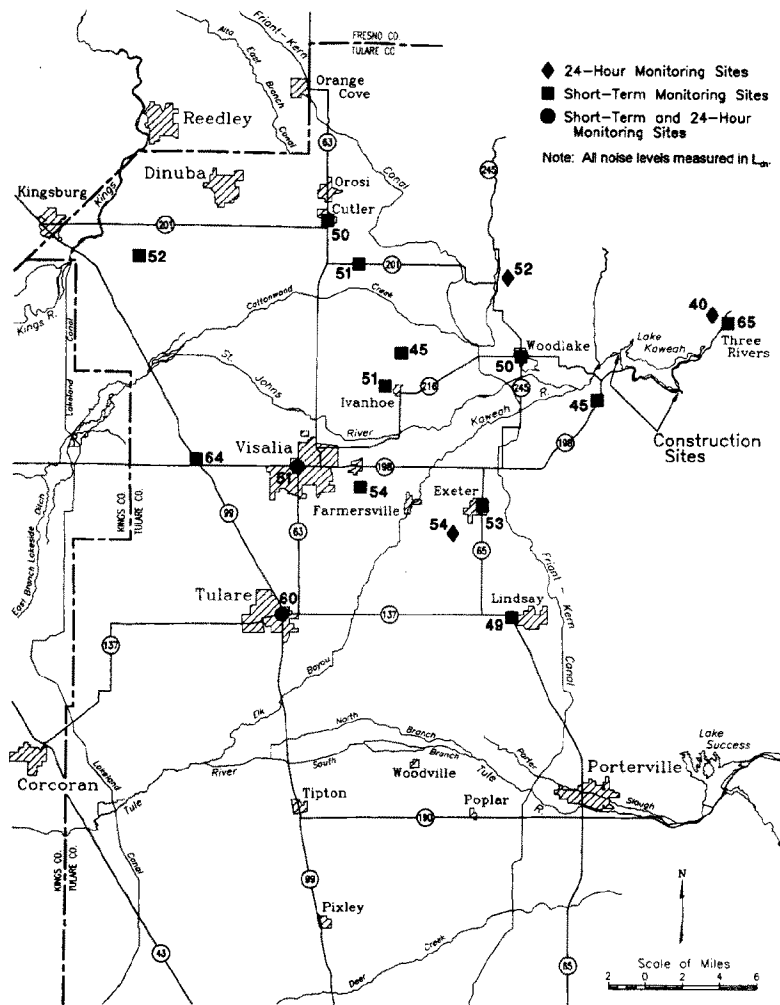 FRESNO CO.
TULARE CO
Friant-Kern
Alta
East
Branch
Canal
Orange
Cove
◆ 24-Hour Monitoring Sites
■ Short-Term Monitoring Sites
● Short-Term and 24-Hour
Monitoring Sites
Note: All noise levels measured in Ldn.
Reedley
63
245
Dinuba
Orosi
Canal
Kingsburg
Kings
Cutler
201
50
52
51
201
52
Kings R.
Canal
Cottonwood
Creek
40
65
Three
Rivers
Lake
Kaweah
Woodlake
45
50
St.
Johns
51
Ivanhoe
216
245
R.
45
Lakeland
Kaweah
River
Construction
Sites
Visalia
198
64
51
198
54
Exeter
Farmersville
53
54
Ditch
KINGS CO.
TULARE CO.
99
63
65
East Branch Lakeside
Friant-Kern
Canal
Tulare
60
Lindsay
137
49
137
Bayou
Elk
North
Branch
Lake
Success
Porter
Corcoran
River
South
Branch
Woodville
Tule
Porterville
Lakeland
Tule
Tipton
Poplar
R.
Slough
190
KINGS CO.
TULARE CO.
Canal
99
N
Pixley
43
Deer
Creek
65
Scale of Miles
2 0 2 4 6